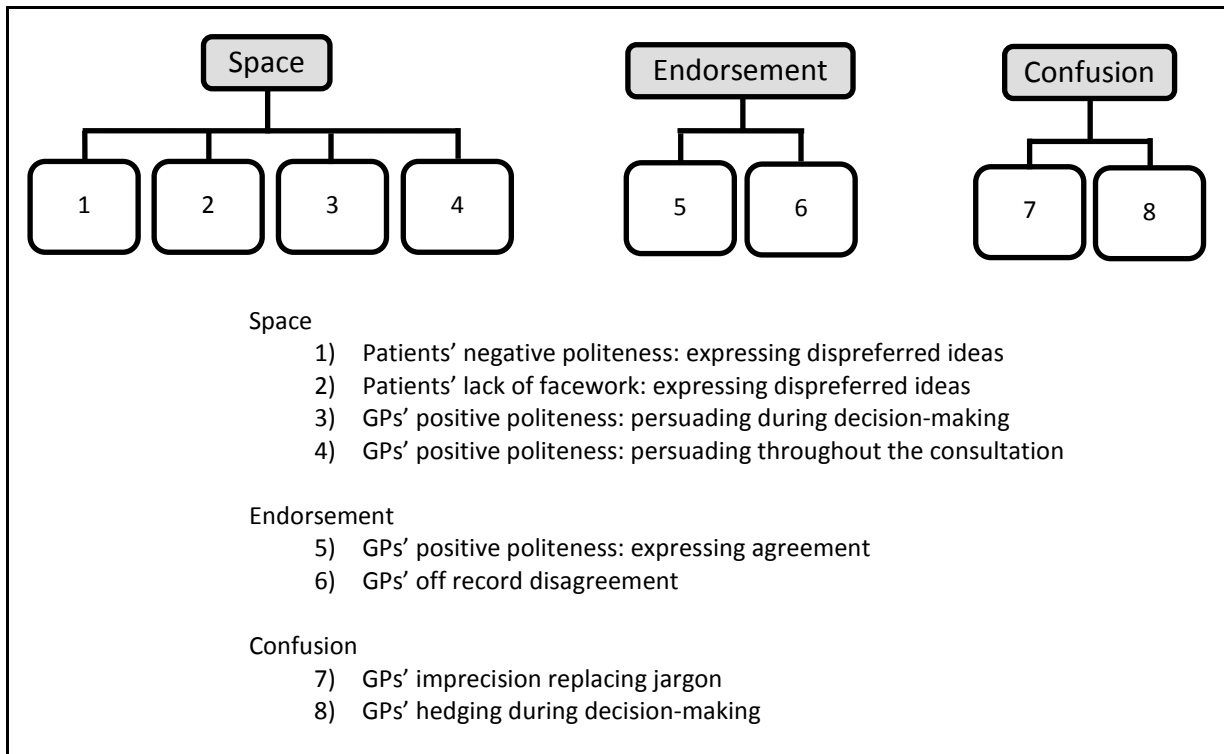 Space
Endorsement
Confusion
1
2
3
4
5
6
7
8
Space
1) Patients’ negative politeness: expressing dispreferred ideas
2) Patients’ lack of facework: expressing dispreferred ideas
3) GPs’ positive politeness: persuading during decision-making
4) GPs’ positive politeness: persuading throughout the consultation
Endorsement
5) GPs’ positive politeness: expressing agreement
6) GPs’ off record disagreement
Confusion
7) GPs’ imprecision replacing jargon
8) GPs’ hedging during decision-making